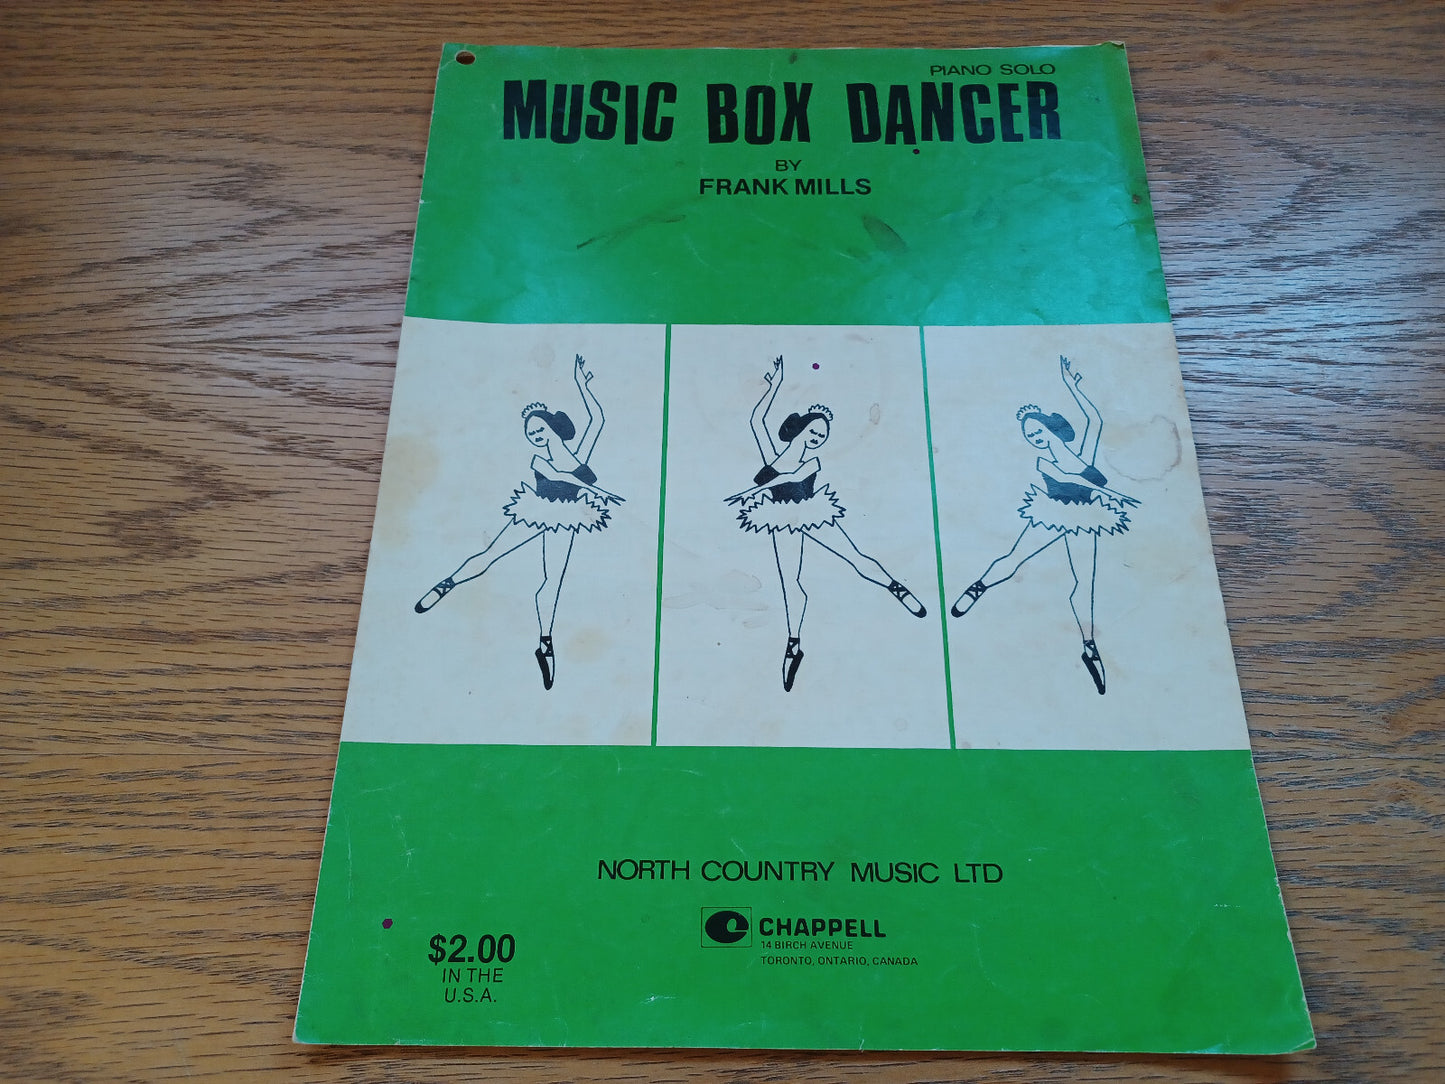 PIANO SOLO
MUSIC BOX DANCER
BY
FRANK MILLS
NORTH COUNTRY MUSIC LTD
CHAPPELL
14 BIRCH AVENUE
TORONTO, ONTARIO, CANADA
$2.00
IN THE
U.S.A.